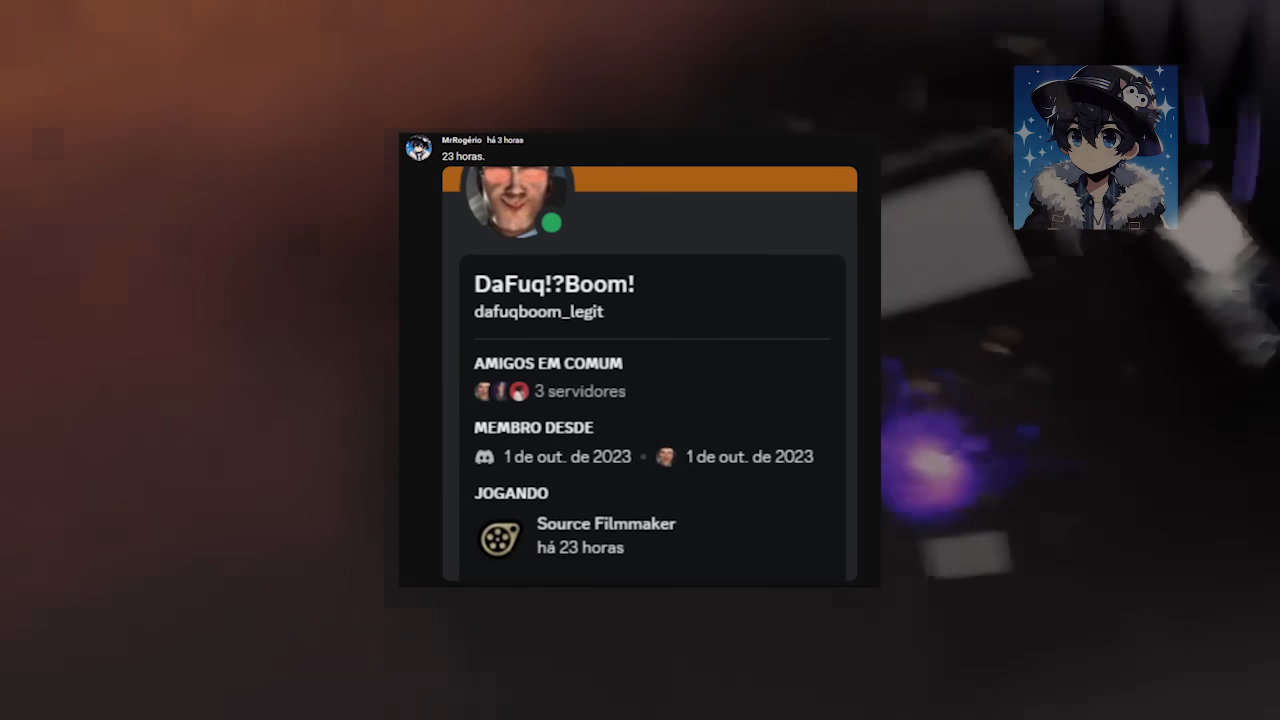 MrRogério há 3 horas
23 horas.
DaFuq!?Boom!
dafuqboom_legit
AMIGOS EM COMUM
3 servidores
MEMBRO DESDE
1 de out. de 2023 • 1 de out. de 2023
JOGANDO
Source Filmmaker
há 23 horas